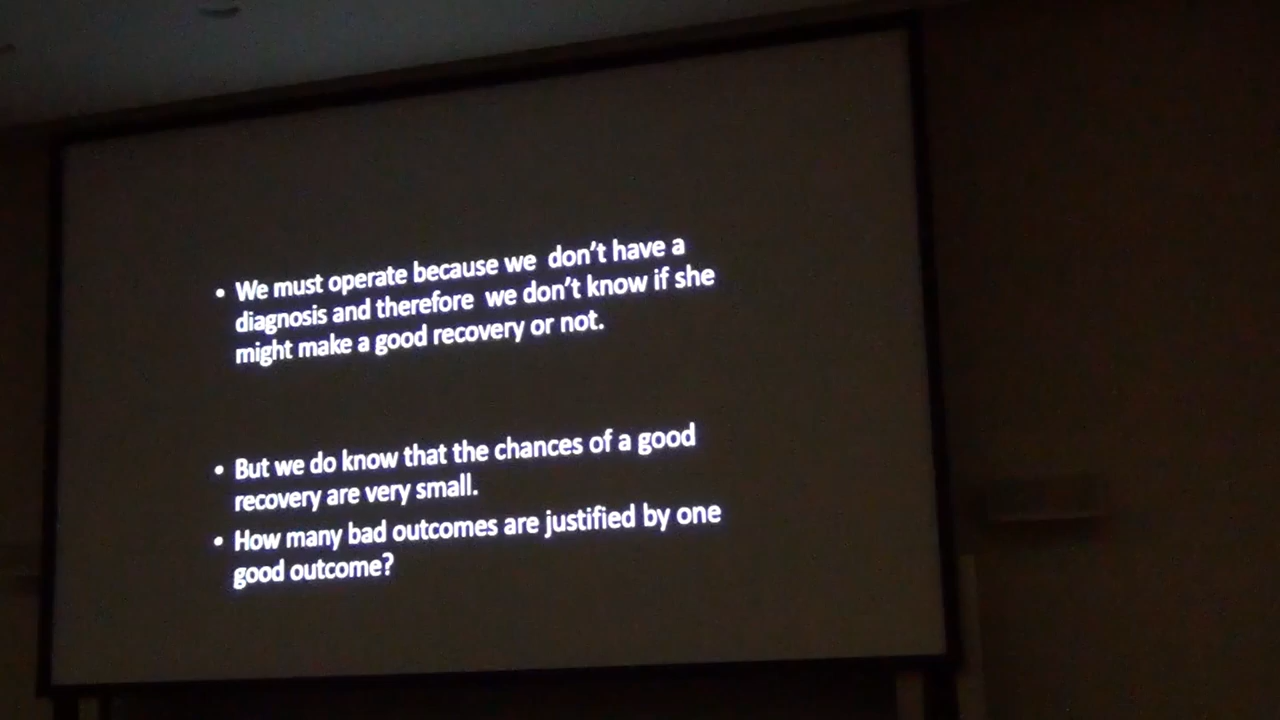 • We must operate because we  don't have a
diagnosis and therefore  we don't know if she
might make a good recovery or not.
• But we do know that the chances of a good
recovery are very small.
• How many bad outcomes are justified by one
good outcome?